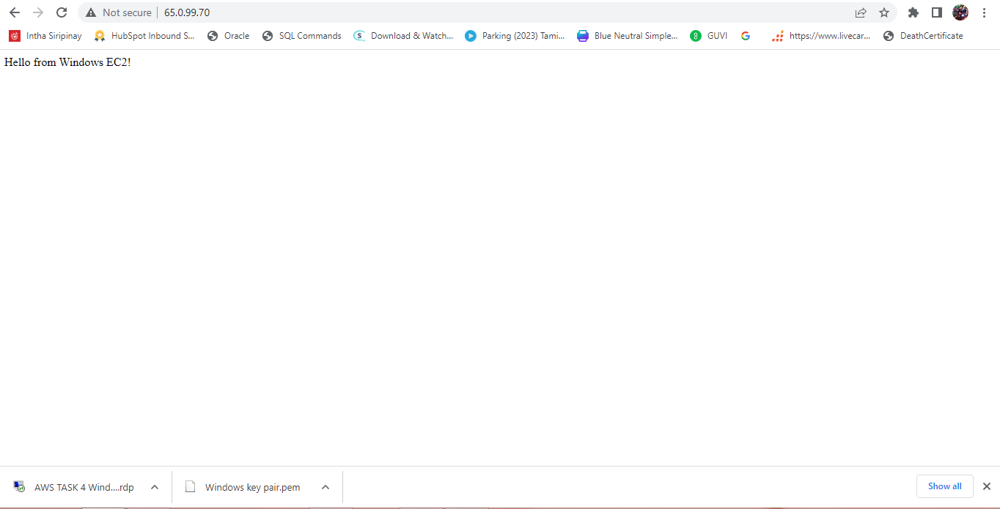 Not secure 65.0.99.70
Intha Siripinay HubSpot Inbound S... Oracle SQL Commands Download & Watch... Parking (2023) Tami... Blue Neutral Simple... GUVI https://www.livecar... DeathCertificate
Hello from Windows EC2!
AWS TASK 4 Wind....rdp Windows key pair.pem Show all